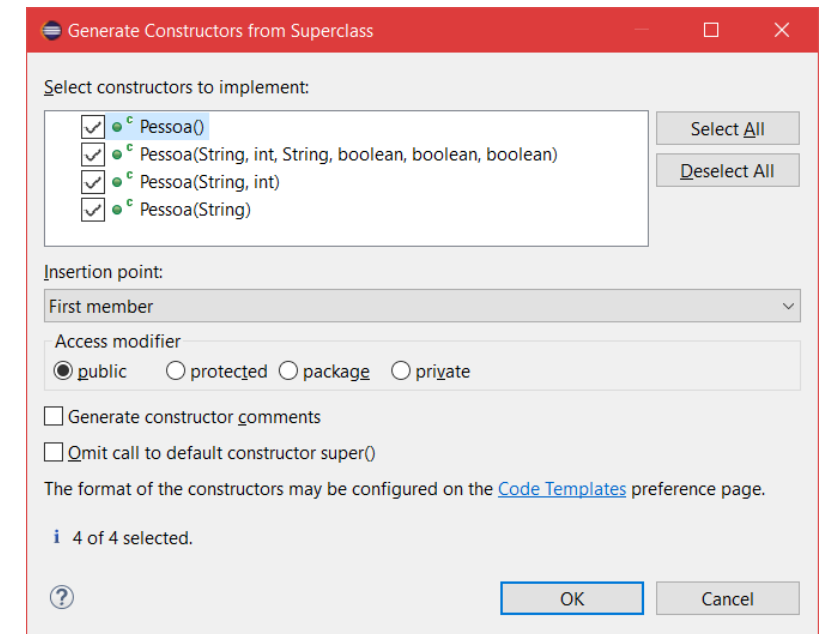 Generate Constructors from Superclass
Select constructors to implement:
Pessoa()
Pessoa(String, int, String, boolean, boolean, boolean)
Pessoa(String, int)
Pessoa(String)
Select All
Deselect All
Insertion point:
First member
Access modifier
public protected package private
Generate constructor comments
Omit call to default constructor super()
The format of the constructors may be configured on the Code Templates preference page.
i 4 of 4 selected.
? OK Cancel